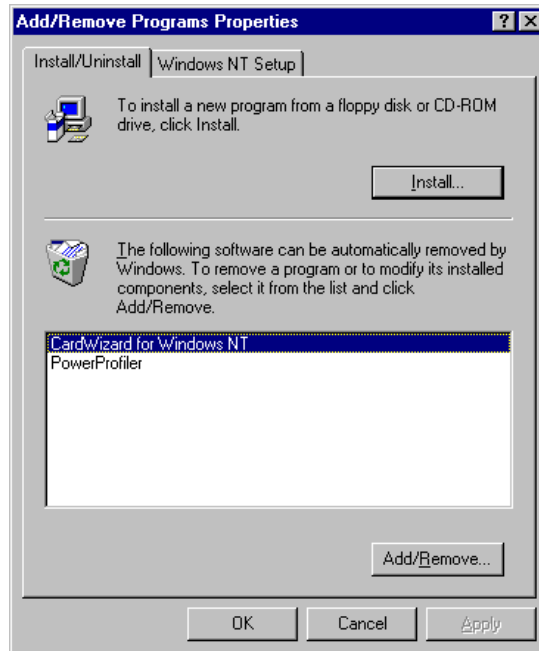 Add/Remove Programs Properties
Install/Uninstall
Windows NT Setup
To install a new program from a floppy disk or CD-ROM
drive, click Install.
Install...
The following software can be automatically removed by
Windows. To remove a program or to modify its installed
components, select it from the list and click
Add/Remove.
CardWizard for Windows NT
PowerProfiler
Add/Remove...
OK
Cancel
Apply